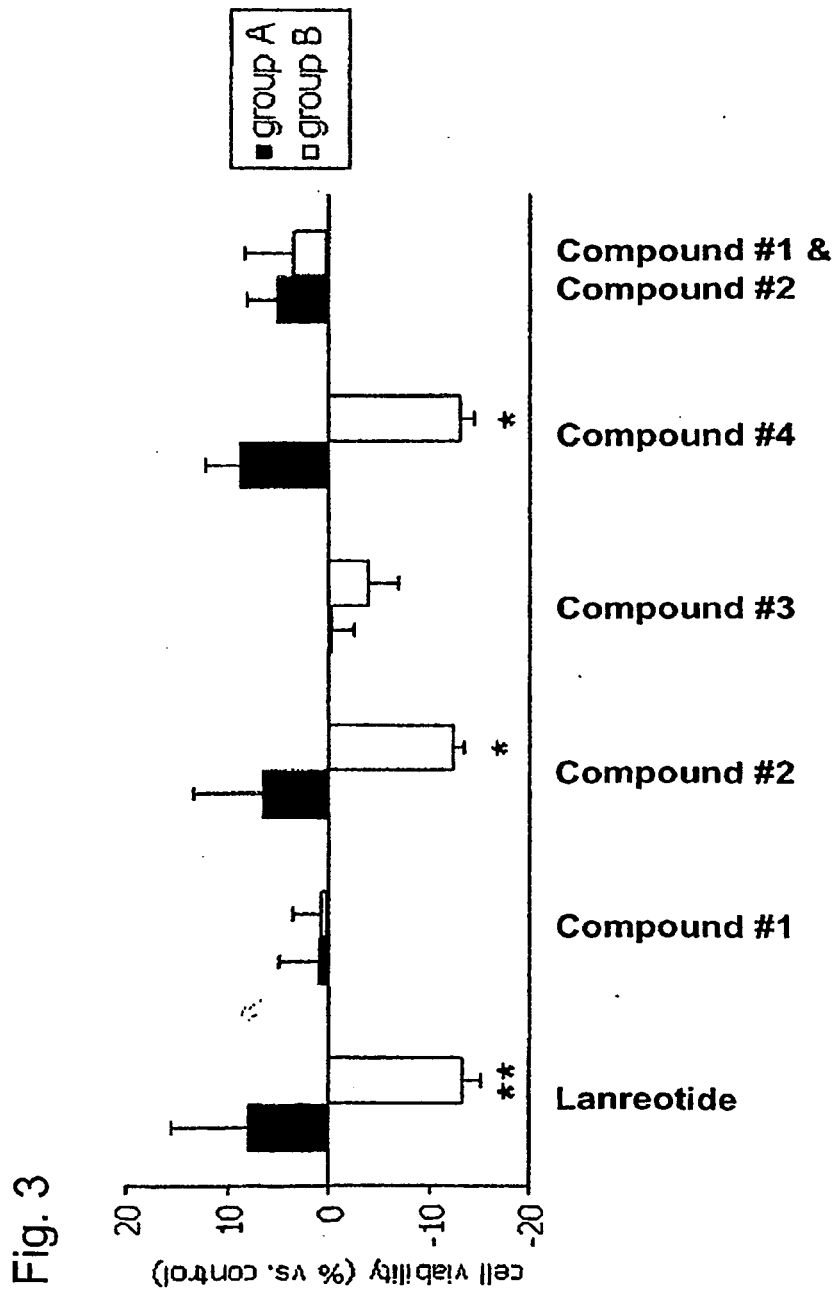 Fig. 3
■ group A
□ group B
cell viability (% vs. control)
20
10
0
-10
-20
**
*
*
Lanreotide
Compound #1
Compound #2
Compound #3
Compound #4
Compound #1 &
Compound #2